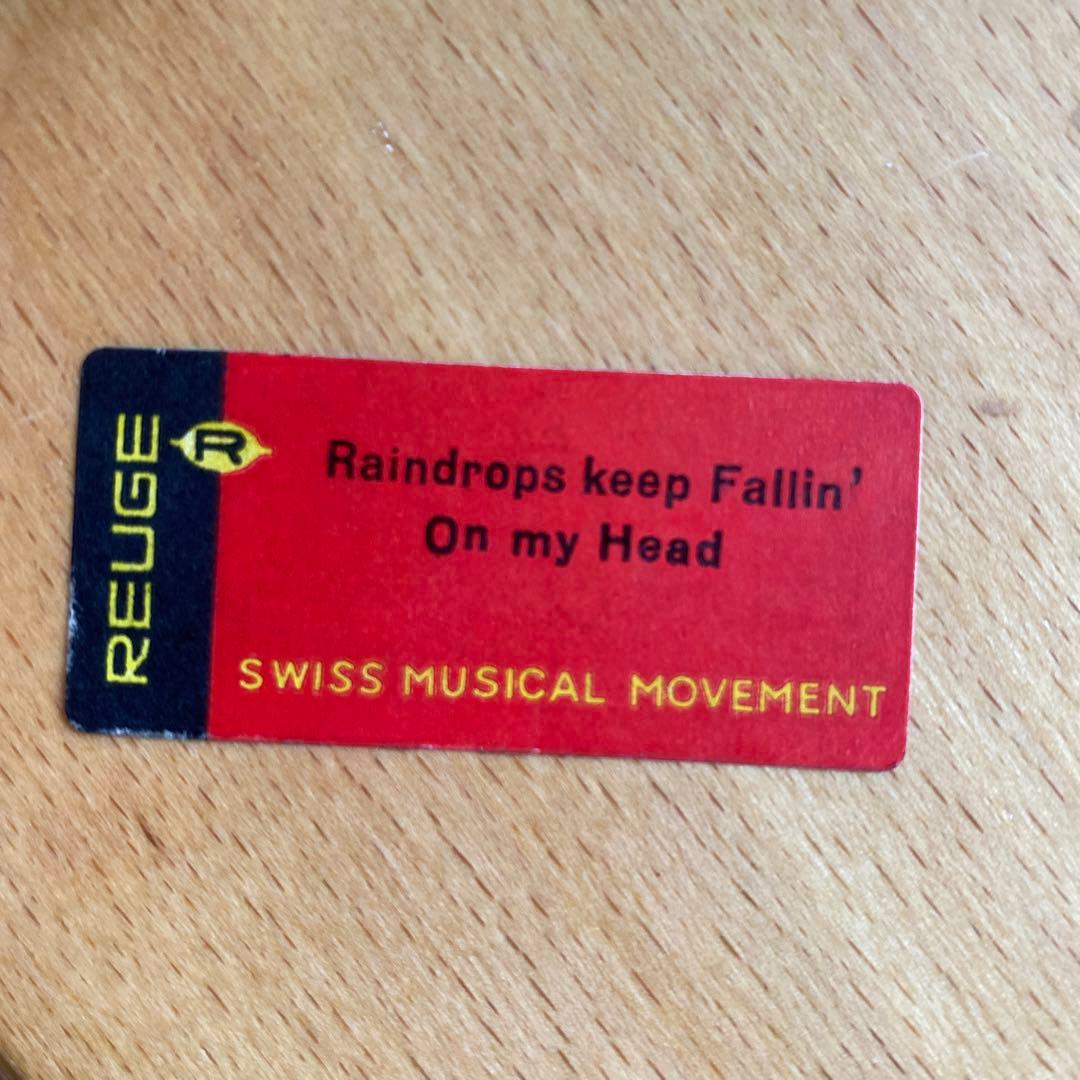 REUGE
R
Raindrops keep Fallin'
On my Head
SWISS MUSICAL MOVEMENT